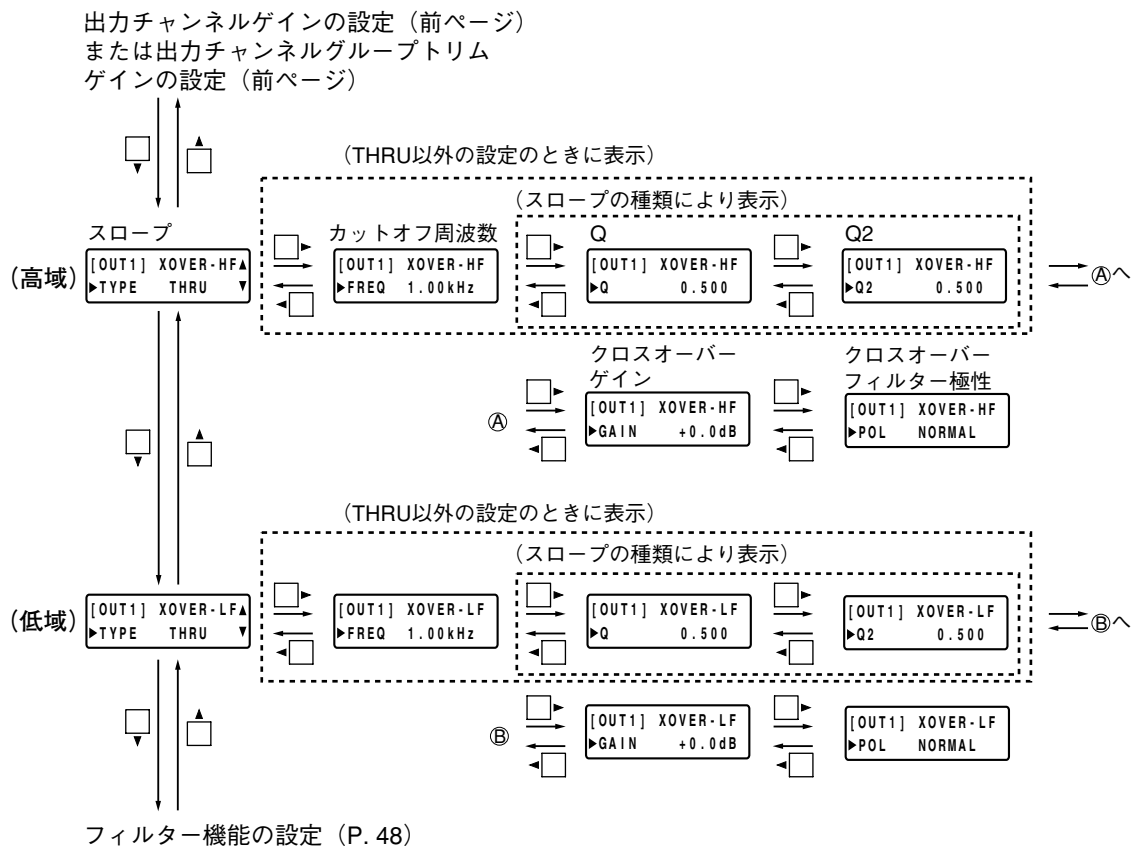 出力チャンネルゲインの設定（前ページ）
または出力チャンネルグループトリム
ゲインの設定（前ページ）
（THRU以外の設定のときに表示）
（スロープの種類により表示）
スロープ
カットオフ周波数
Q
Q2
（高域）
[OUT1] XOVER-HF▲
▶TYPE THRU ▼
[OUT1] XOVER-HF
▶FREQ 1.00kHz
[OUT1] XOVER-HF
▶Q 0.500
[OUT1] XOVER-HF
▶Q2 0.500
Ⓐへ
クロスオーバー
ゲイン
クロスオーバー
フィルター極性
Ⓐ
[OUT1] XOVER-HF
▶GAIN +0.0dB
[OUT1] XOVER-HF
▶POL NORMAL
（THRU以外の設定のときに表示）
（スロープの種類により表示）
（低域）
[OUT1] XOVER-LF▲
▶TYPE THRU ▼
[OUT1] XOVER-LF
▶FREQ 1.00kHz
[OUT1] XOVER-LF
▶Q 0.500
[OUT1] XOVER-LF
▶Q2 0.500
Ⓑへ
Ⓑ
[OUT1] XOVER-LF
▶GAIN +0.0dB
[OUT1] XOVER-LF
▶POL NORMAL
フィルター機能の設定（P. 48）